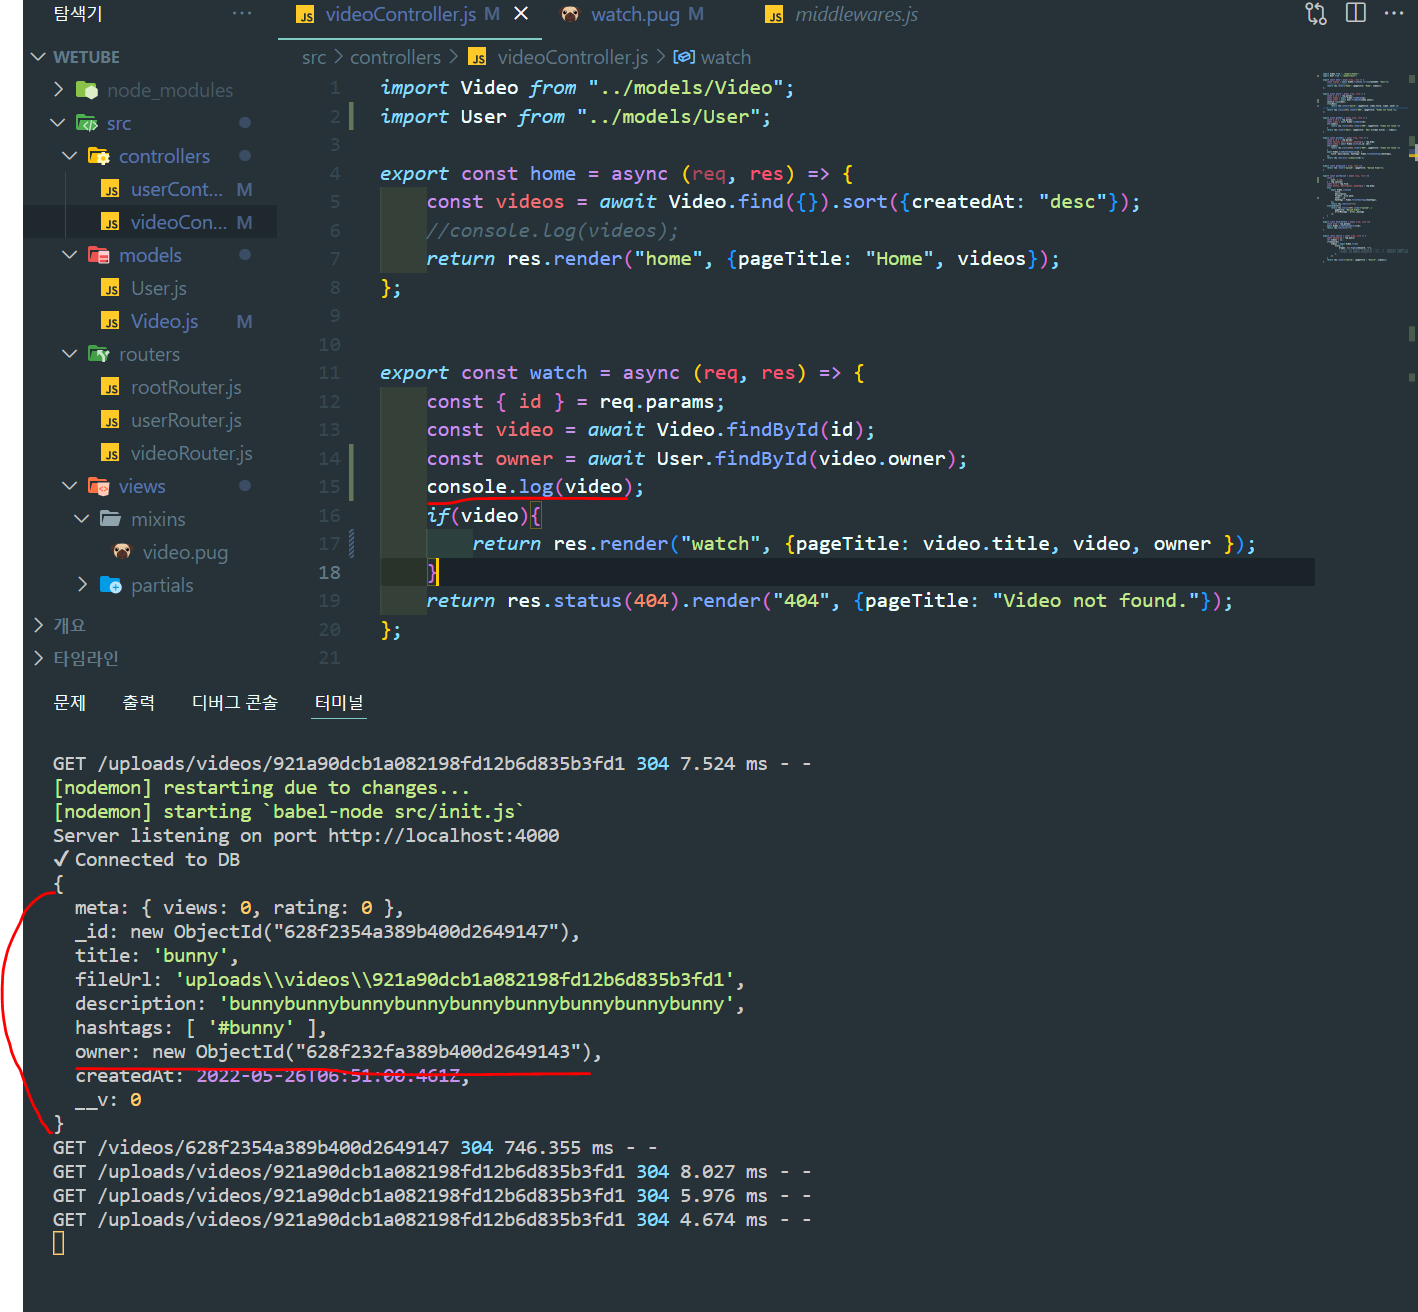 탐색기 ···
JS videoController.js M
watch.pug M
JS middlewares.js
WETUBE
node_modules
src
controllers
JS userCont... M
JS videoCon... M
models
JS User.js
JS Video.js M
routers
JS rootRouter.js
JS userRouter.js
JS videoRouter.js
views
mixins
video.pug
partials
개요
타임라인
src > controllers > JS videoController.js > watch
1 import Video from "../models/Video";
2 import User from "../models/User";
3
4 export const home = async (req, res) => {
5 const videos = await Video.find({}).sort({createdAt: "desc"});
6 //console.log(videos);
7 return res.render("home", {pageTitle: "Home", videos});
8 };
9
10
11 export const watch = async (req, res) => {
12 const { id } = req.params;
13 const video = await Video.findById(id);
14 const owner = await User.findById(video.owner);
15 console.log(video);
16 if(video){
17 return res.render("watch", {pageTitle: video.title, video, owner });
18 }
19 return res.status(404).render("404", {pageTitle: "Video not found."});
20 };
21
문제 출력 디버그 콘솔 터미널
GET /uploads/videos/921a90dcb1a082198fd12b6d835b3fd1 304 7.524 ms - -
[nodemon] restarting due to changes...
[nodemon] starting `babel-node src/init.js`
Server listening on port http://localhost:4000
✔ Connected to DB
{
meta: { views: 0, rating: 0 },
_id: new ObjectId("628f2354a389b400d2649147"),
title: 'bunny',
fileUrl: 'uploads\\videos\\921a90dcb1a082198fd12b6d835b3fd1',
description: 'bunnybunnybunnybunnybunnybunnybunnybunnybunny',
hashtags: [ '#bunny' ],
owner: new ObjectId("628f232fa389b400d2649143"),
createdAt: 2022-05-26T06:51:00.461Z,
__v: 0
}
GET /videos/628f2354a389b400d2649147 304 746.355 ms - -
GET /uploads/videos/921a90dcb1a082198fd12b6d835b3fd1 304 8.027 ms - -
GET /uploads/videos/921a90dcb1a082198fd12b6d835b3fd1 304 5.976 ms - -
GET /uploads/videos/921a90dcb1a082198fd12b6d835b3fd1 304 4.674 ms - -